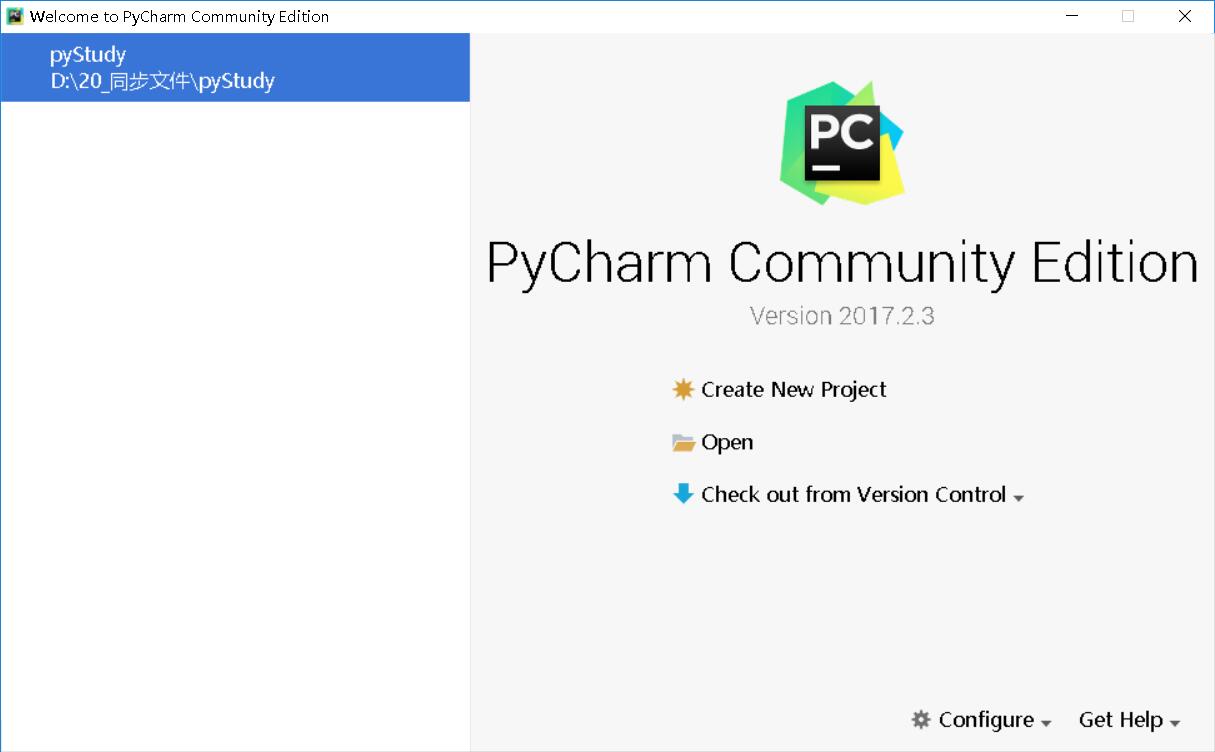 Welcome to PyCharm Community Edition
pyStudy
D:\20_同步文件\pyStudy
PC
PyCharm Community Edition
Version 2017.2.3
Create New Project
Open
Check out from Version Control
Configure
Get Help